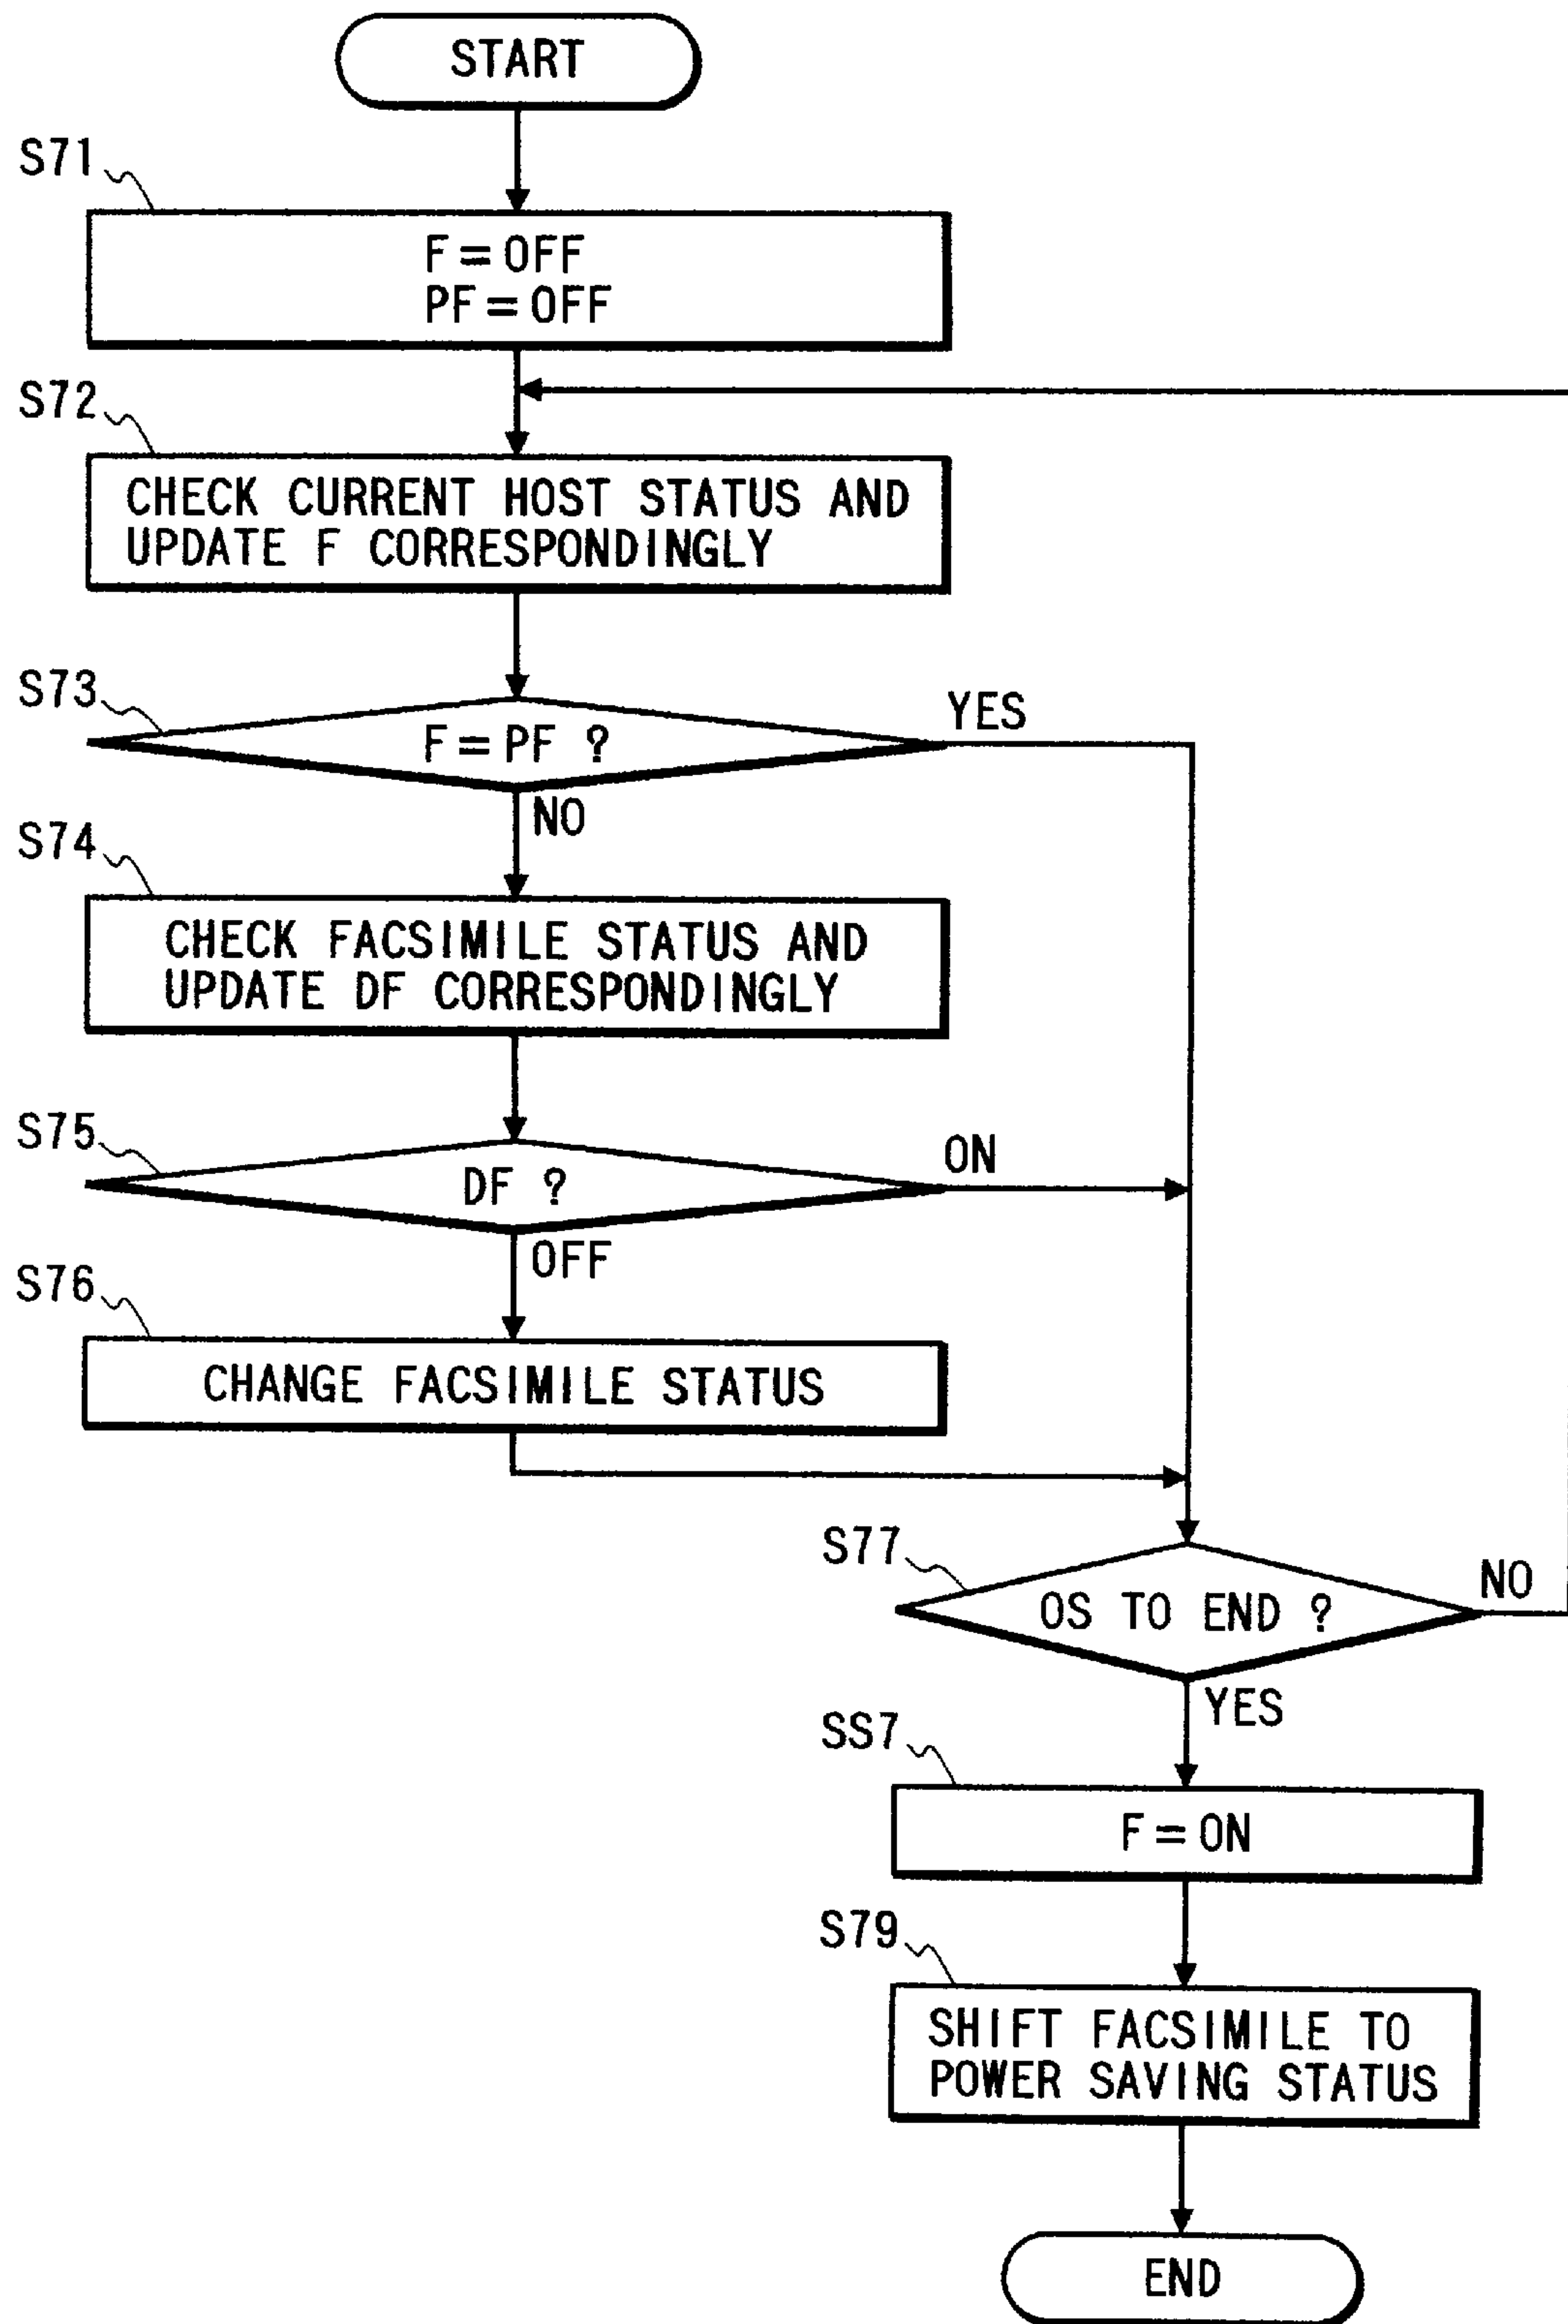 START
S71
F=OFF
PF=OFF
S72
CHECK CURRENT HOST STATUS AND
UPDATE F CORRESPONDINGLY
S73
F=PF ?
YES
NO
S74
CHECK FACSIMILE STATUS AND
UPDATE DF CORRESPONDINGLY
S75
DF ?
ON
OFF
S76
CHANGE FACSIMILE STATUS
S77
OS TO END ?
NO
YES
SS7
F=ON
S79
SHIFT FACSIMILE TO
POWER SAVING STATUS
END